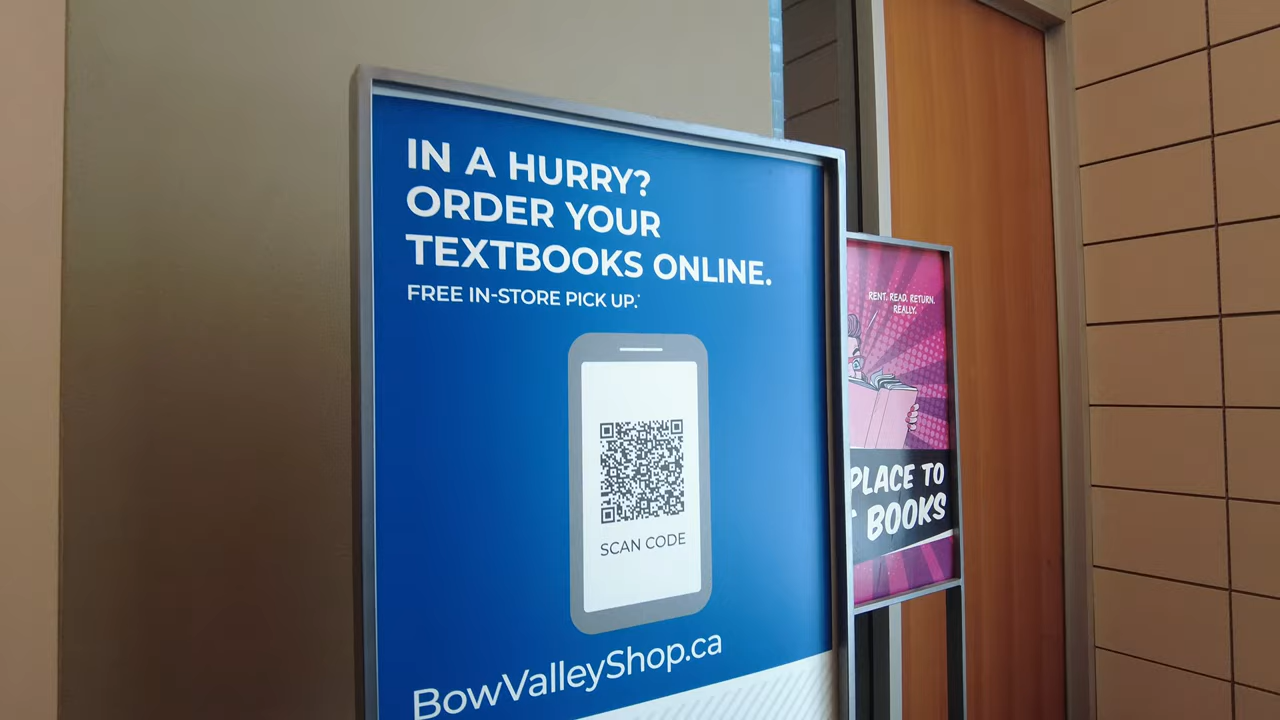 IN A HURRY?
ORDER YOUR
TEXTBOOKS ONLINE.
FREE IN-STORE PICK UP.*
SCAN CODE
BowValleyShop.ca
RENT. READ. RETURN.
REALLY.
PLACE TO
BOOKS